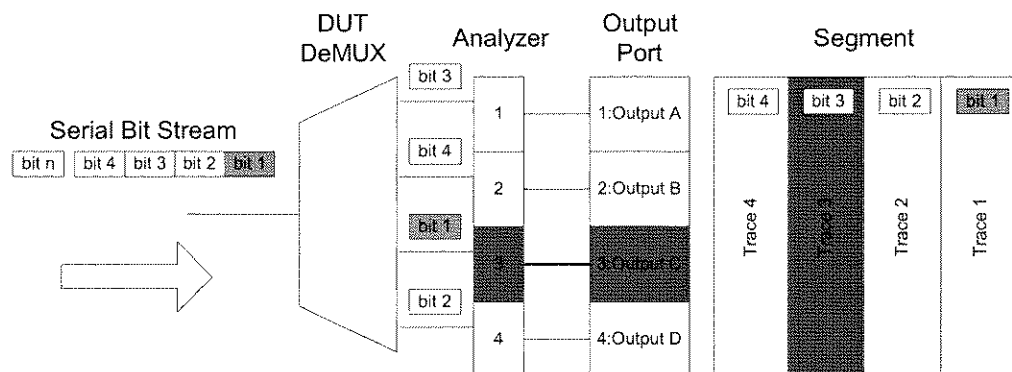 DUT
DeMUX
Analyzer
Output
Port
Segment
Serial Bit Stream
bit n
bit 4
bit 3
bit 2
bit 1
bit 3
bit 4
bit 1
bit 2
1
2
3
4
1:Output A
2:Output B
3:Output C
4:Output D
bit 4
bit 3
bit 2
bit 1
Trace 4
Trace 3
Trace 2
Trace 1